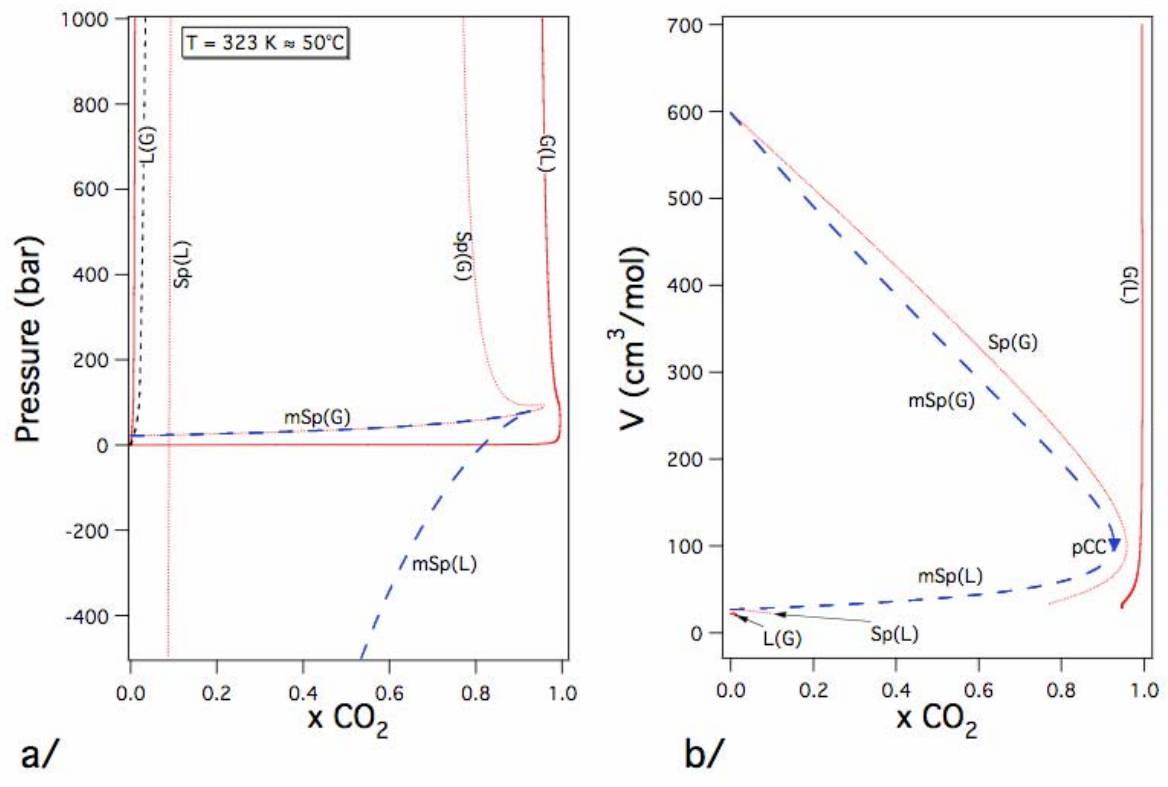 1000
800
600
400
200
0
-200
-400
Pressure (bar)
T = 323 K ≈ 50°C
L(G)
Sp(L)
Sp(G)
G(L)
mSp(G)
mSp(L)
0.0 0.2 0.4 0.6 0.8 1.0
x CO₂
a/
700
600
500
400
300
200
100
0
V (cm³/mol)
G(L)
Sp(G)
mSp(G)
pCC
mSp(L)
L(G)
Sp(L)
0.0 0.2 0.4 0.6 0.8 1.0
x CO₂
b/